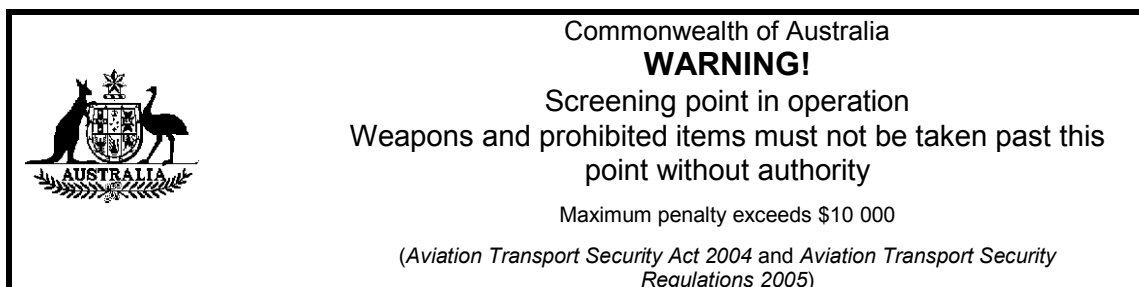 Commonwealth of Australia
WARNING!
Screening point in operation
Weapons and prohibited items must not be taken past this
point without authority
AUSTRALIA
Maximum penalty exceeds $10 000
(Aviation Transport Security Act 2004 and Aviation Transport Security
Regulations 2005)